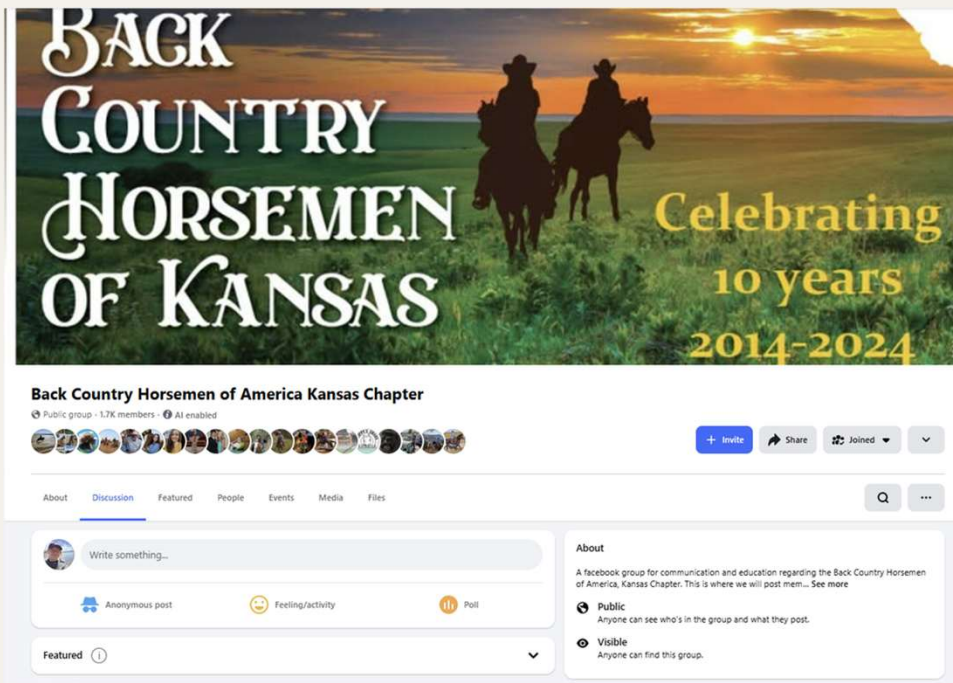 BACK
COUNTRY
HORSEMEN
OF KANSAS
Celebrating
10 years
2014-2024
Back Country Horsemen of America Kansas Chapter
Public group · 1.7K members · AI enabled
+ Invite
Share
Joined
About
Discussion
Featured
People
Events
Media
Files
Write something...
Anonymous post
Feeling/activity
Poll
Featured
About
A facebook group for communication and education regarding the Back Country Horsemen
of America, Kansas Chapter. This is where we will post mem... See more
Public
Anyone can see who's in the group and what they post.
Visible
Anyone can find this group.